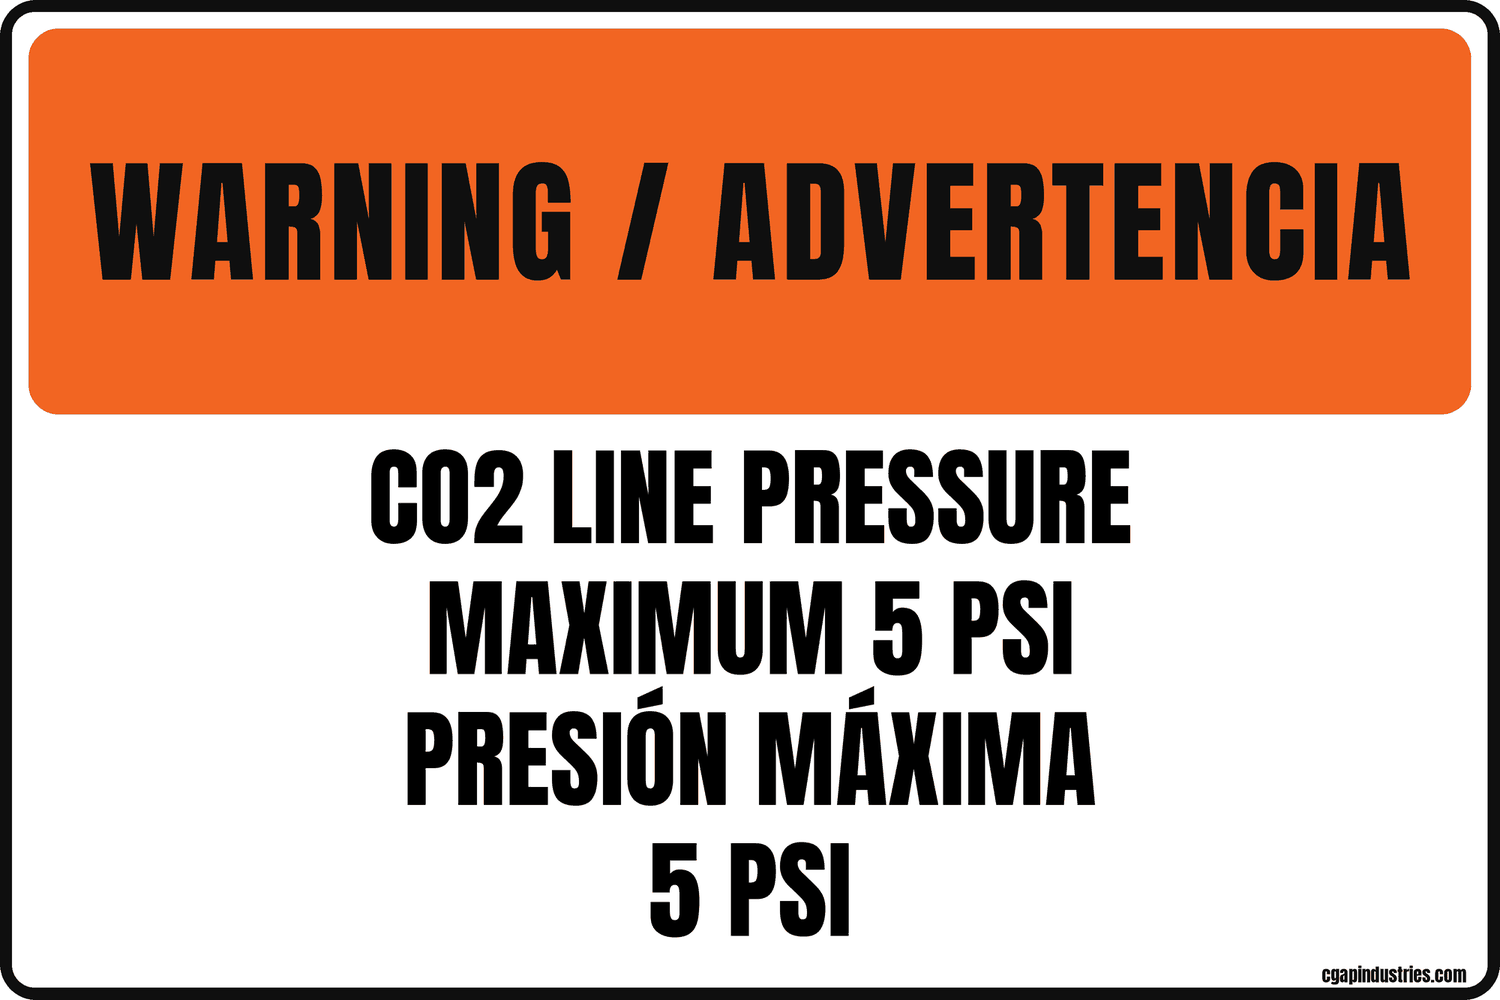 WARNING / ADVERTENCIA
CO2 LINE PRESSURE
MAXIMUM 5 PSI
PRESIÓN MÁXIMA
5 PSI
cgapindustries.com